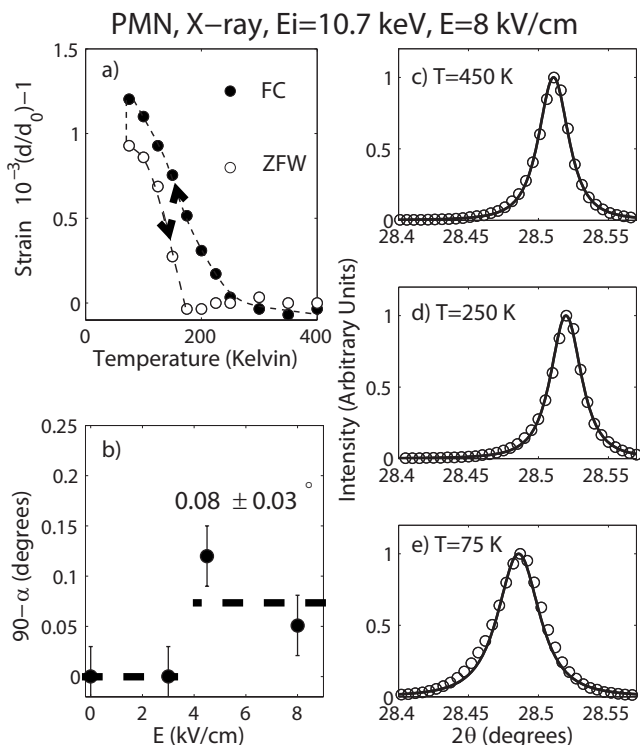 PMN, X−ray, Ei=10.7 keV, E=8 kV/cm
a)
FC
ZFW
1.5
1
0.5
0
0 200 400
Strain 10⁻³(d/d₀)−1
Temperature (Kelvin)
b)
0.08 ± 0.03 °
0.25
0.2
0.15
0.1
0.05
0
0 2 4 6 8
90−α (degrees)
E (kV/cm)
c) T=450 K
1
0.5
0
28.4 28.45 28.5 28.55
d) T=250 K
1
0.5
0
28.4 28.45 28.5 28.55
Intensity (Arbitrary Units)
e) T=75 K
1
0.5
0
28.4 28.45 28.5 28.55
2θ (degrees)